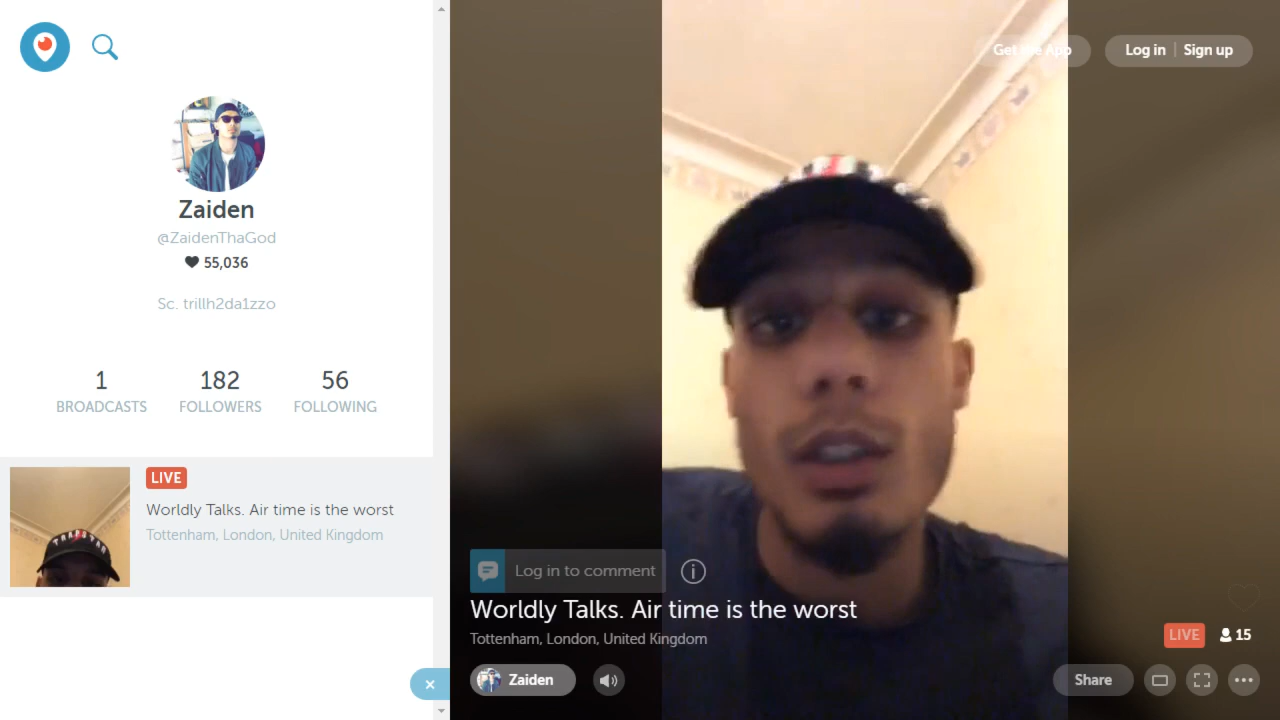 Zaiden
@ZaidenThaGod
55,036
Sc. trillh2da1zzo
1 182 56
BROADCASTS FOLLOWERS FOLLOWING
LIVE
Worldly Talks. Air time is the worst
Tottenham, London, United Kingdom
TRAPSTAR
Get the App
Log in | Sign up
Log in to comment
Worldly Talks. Air time is the worst
Tottenham, London, United Kingdom
LIVE 15
Zaiden
Share